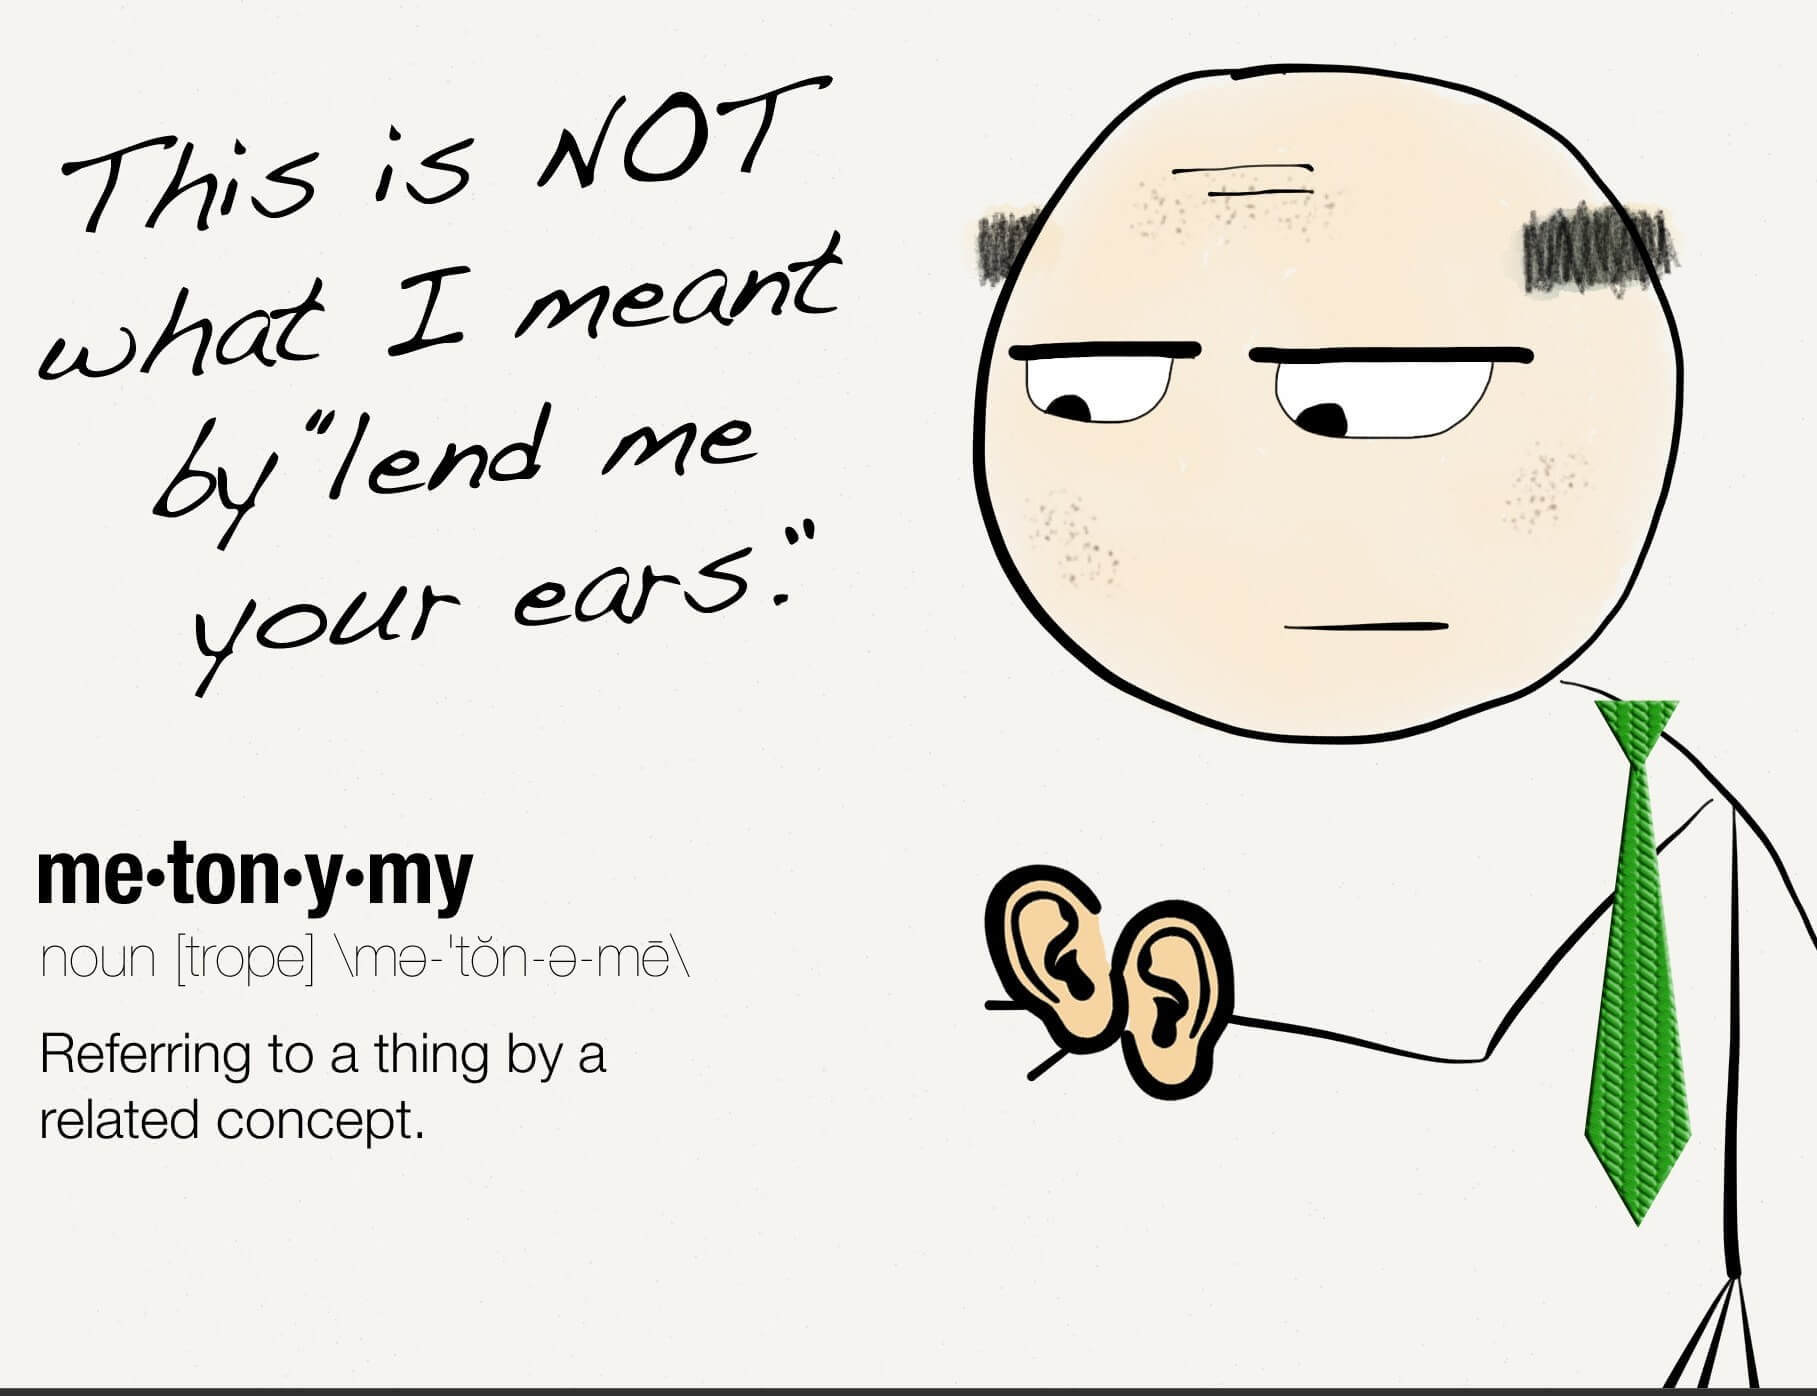 This is NOT
what I meant
by "lend me
your ears."
me•ton•y•my
noun [trope] \mə-ˈtŏn-ə-mē\
Referring to a thing by a
related concept.